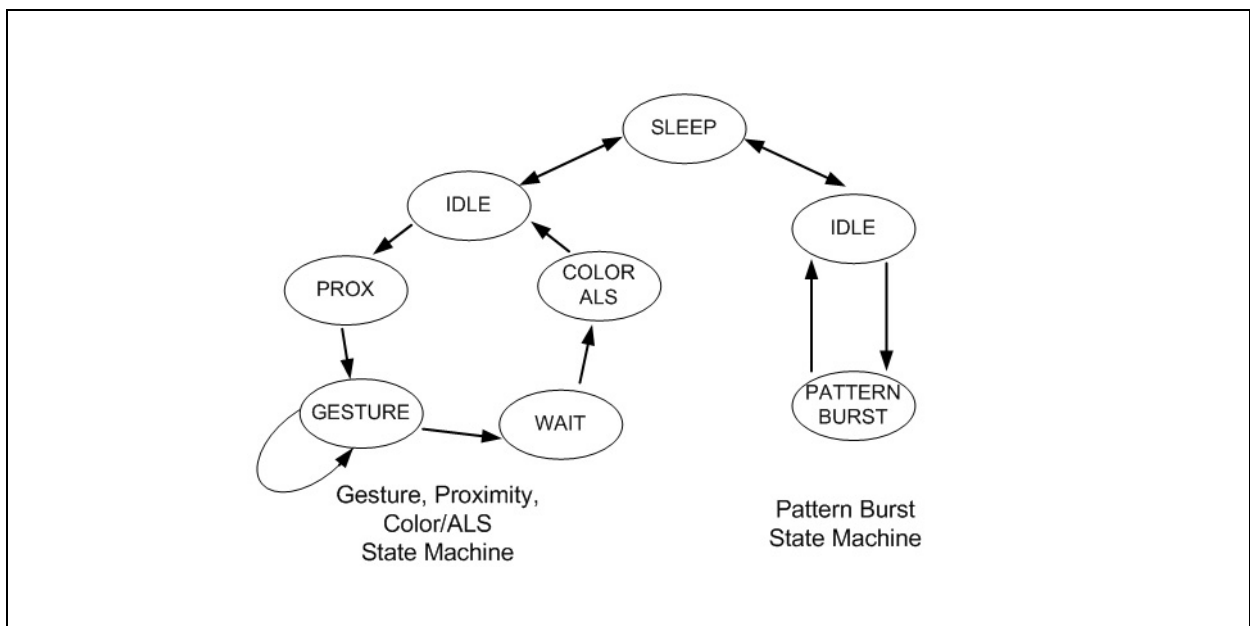 SLEEP
IDLE
IDLE
PROX
COLOR
ALS
GESTURE
WAIT
PATTERN
BURST
Gesture, Proximity,
Color/ALS
State Machine
Pattern Burst
State Machine